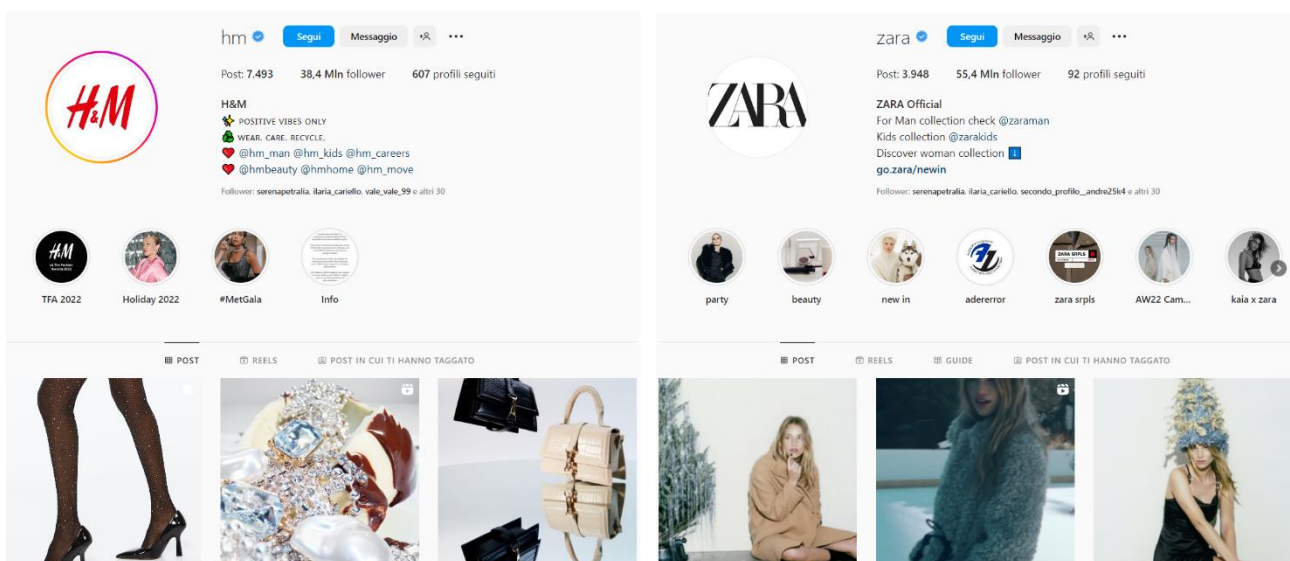 hm
Segui
Messaggio
Post: 7.493 38,4 Mln follower 607 profili seguiti
H&M
H&M
✨ POSITIVE VIBES ONLY
♻ WEAR. CARE. RECYCLE.
❤ @hm_man @hm_kids @hm_careers
❤ @hmbeauty @hmhome @hm_move
Follower: serenapetralia, ilaria_cariello, vale_vale_99 e altri 30
H&M
TFA 2022 Holiday 2022 #MetGala Info
POST REELS POST IN CUI TI HANNO TAGGATO
zara
Segui
Messaggio
Post: 3.948 55,4 Mln follower 92 profili seguiti
ZARA
ZARA Official
For Man collection check @zaraman
Kids collection @zarakids
Discover woman collection ⬇
go.zara/newin
Follower: serenapetralia, ilaria_cariello, secondo_profilo__andre25k4 e altri 30
ZARA SRPLS
party beauty new in adererror zara srpls AW22 Cam... kaia x zara
POST REELS GUIDE POST IN CUI TI HANNO TAGGATO